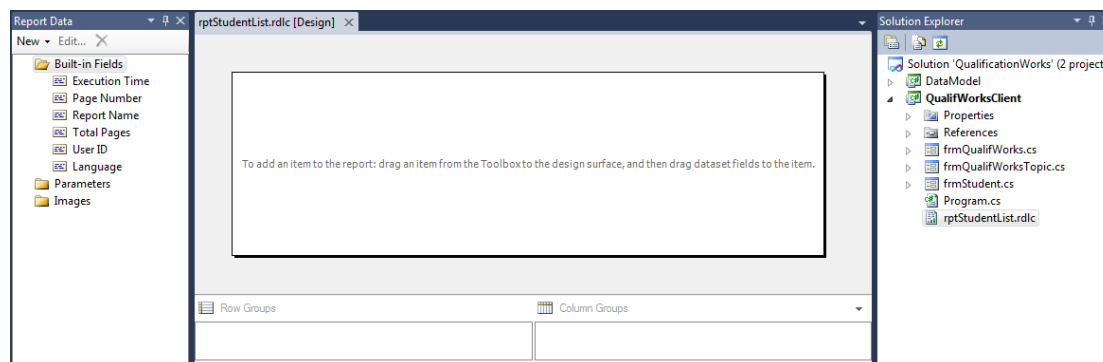 Report Data
New
Edit...
Built-in Fields
Execution Time
Page Number
Report Name
Total Pages
User ID
Language
Parameters
Images
rptStudentList.rdlc [Design]
To add an item to the report: drag an item from the Toolbox to the design surface, and then drag dataset fields to the item.
Row Groups
Column Groups
Solution Explorer
Solution 'QualificationWorks' (2 project
DataModel
QualifWorksClient
Properties
References
frmQualifWorks.cs
frmQualifWorksTopic.cs
frmStudent.cs
Program.cs
rptStudentList.rdlc